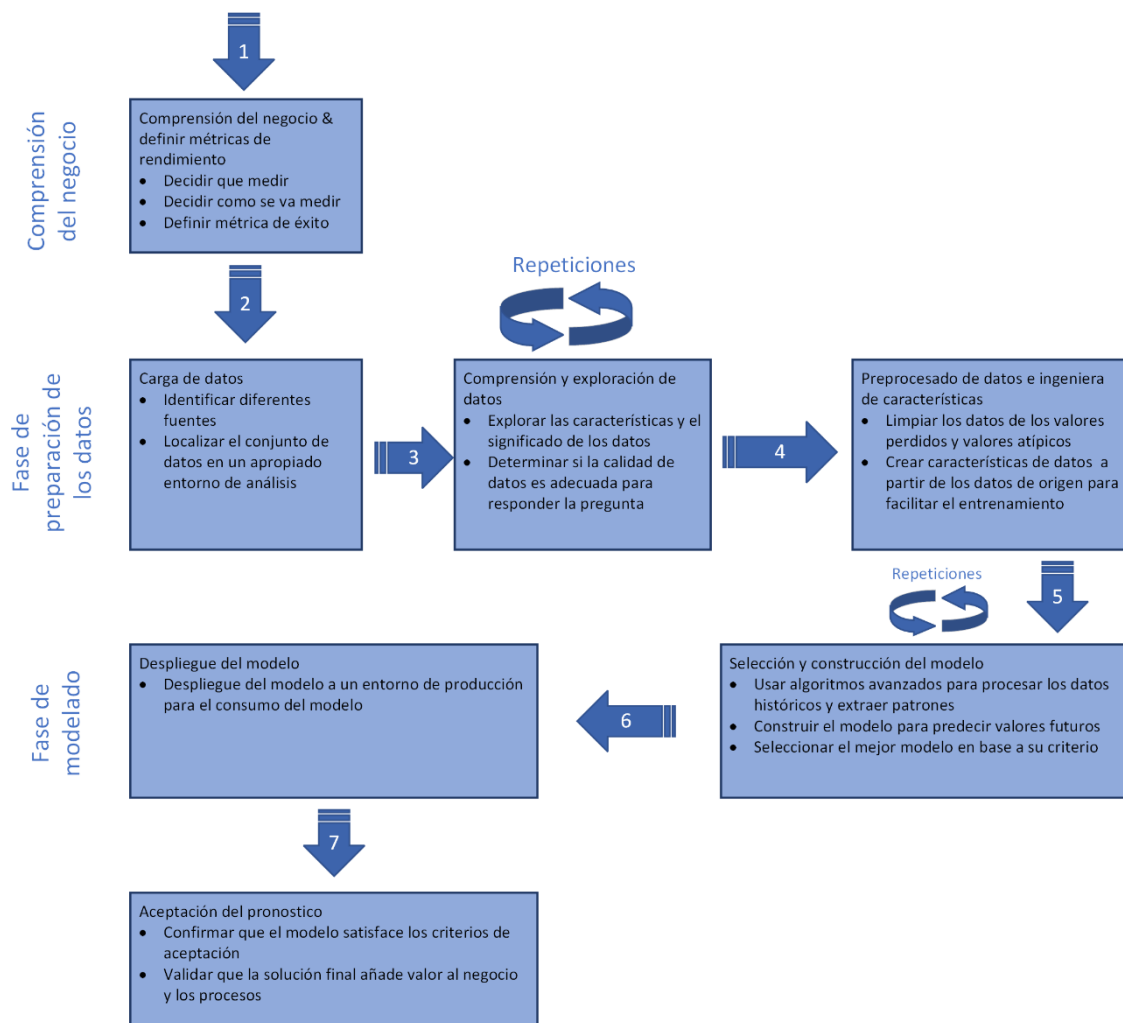 1
Comprensión
del negocio
Comprensión del negocio &
definir métricas de
rendimiento
• Decidir que medir
• Decidir como se va medir
• Definir métrica de éxito
2
Repeticiones
Fase de
preparación de
los datos
Carga de datos
• Identificar diferentes
fuentes
• Localizar el conjunto de
datos en un apropiado
entorno de análisis
3
Comprensión y exploración de
datos
• Explorar las características y el
significado de los datos
• Determinar si la calidad de
datos es adecuada para
responder la pregunta
4
Preprocesado de datos e ingeniera
de características
• Limpiar los datos de los valores
perdidos y valores atípicos
• Crear características de datos a
partir de los datos de origen para
facilitar el entrenamiento
Repeticiones
5
Selección y construcción del modelo
• Usar algoritmos avanzados para procesar los datos
históricos y extraer patrones
• Construir el modelo para predecir valores futuros
• Seleccionar el mejor modelo en base a su criterio
6
Fase de
modelado
Despliegue del modelo
• Despliegue del modelo a un entorno de producción
para el consumo del modelo
7
Aceptación del pronostico
• Confirmar que el modelo satisface los criterios de
aceptación
• Validar que la solución final añade valor al negocio
y los procesos